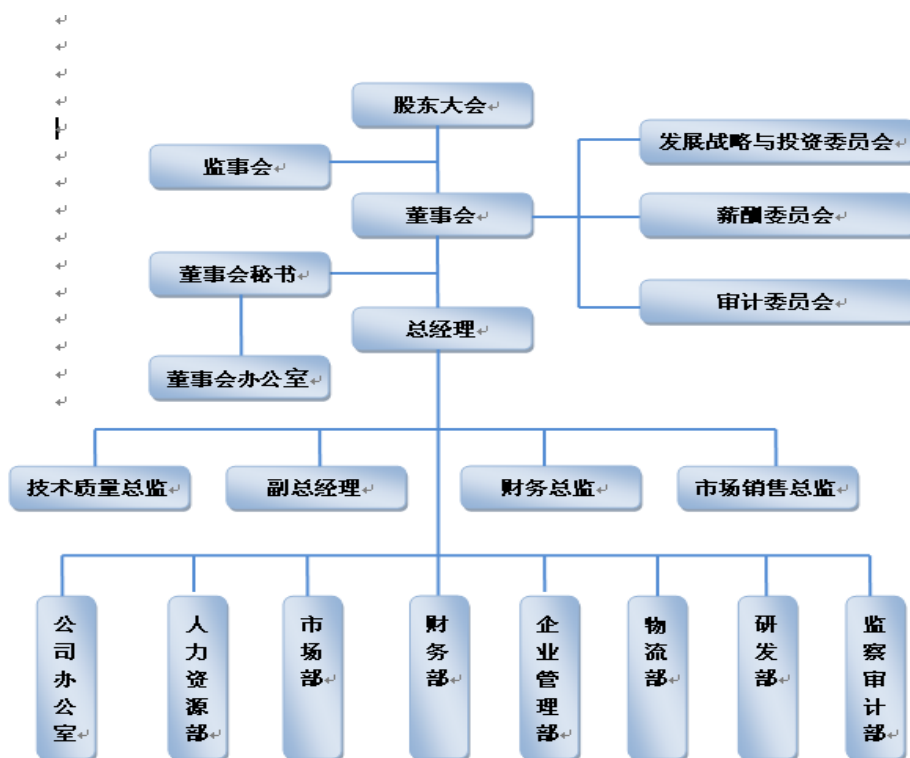 股东大会
发展战略与投资委员会
监事会
董事会
薪酬委员会
董事会秘书
审计委员会
总经理
董事会办公室
技术质量总监
副总经理
财务总监
市场销售总监
公司办公室
人力资源部
市场部
财务部
企业管理部
物流部
研发部
监察审计部